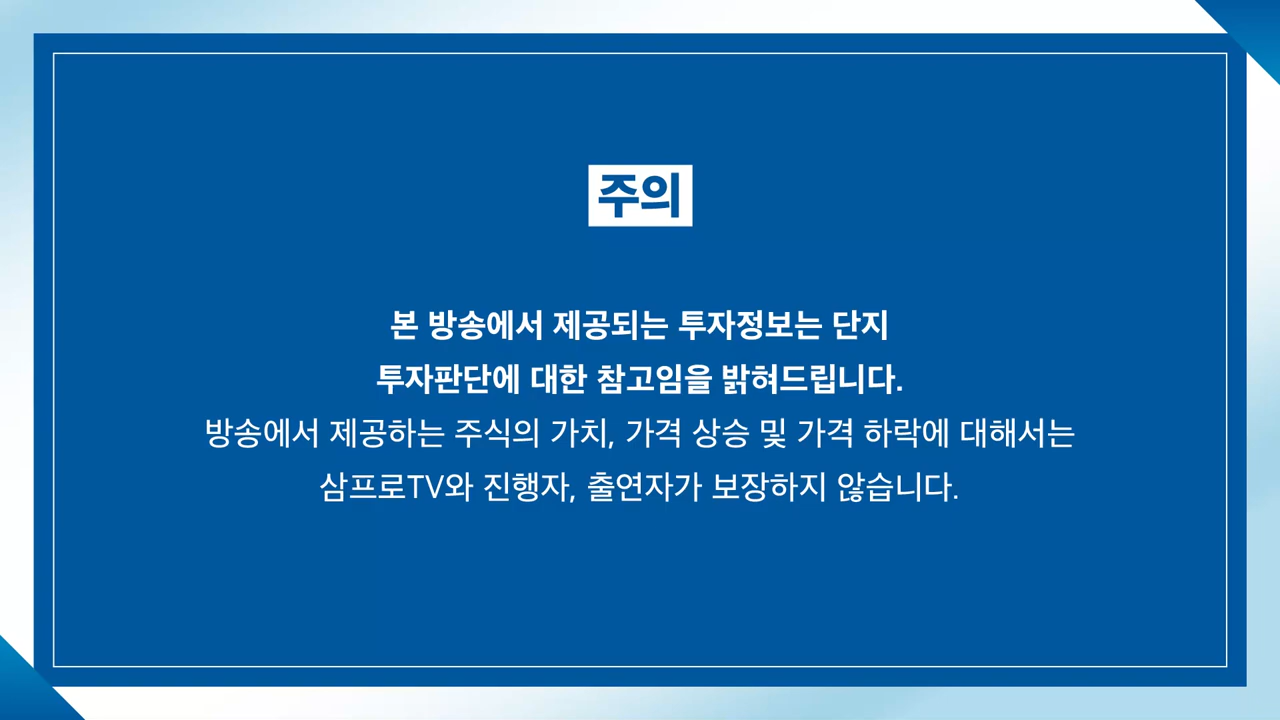 주의
본 방송에서 제공되는 투자정보는 단지
투자판단에 대한 참고임을 밝혀드립니다.
방송에서 제공하는 주식의 가치, 가격 상승 및 가격 하락에 대해서는
삼프로TV와 진행자, 출연자가 보장하지 않습니다.